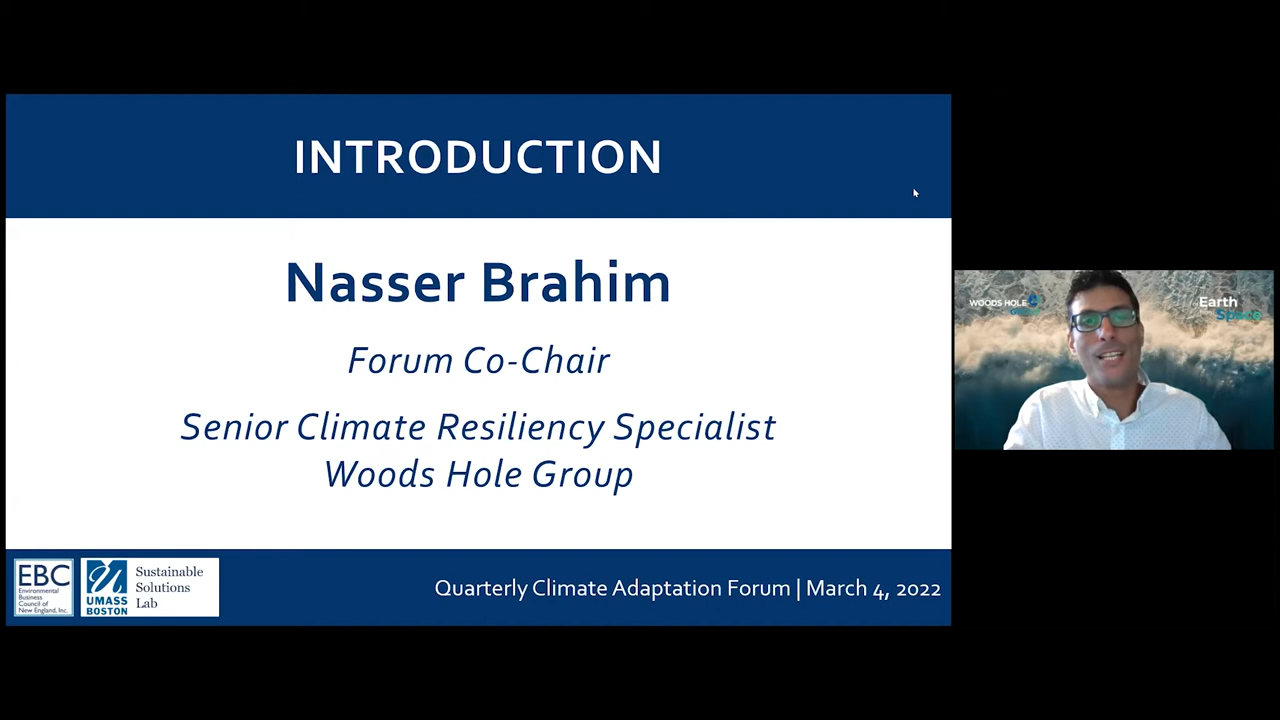 INTRODUCTION
Nasser Brahim
Forum Co-Chair
Senior Climate Resiliency Specialist
Woods Hole Group
EBC
Environmental
Business
Council of
New England, Inc.
UMASS
BOSTON
Sustainable
Solutions
Lab
Quarterly Climate Adaptation Forum | March 4, 2022
WOODS HOLE
Earth
Space